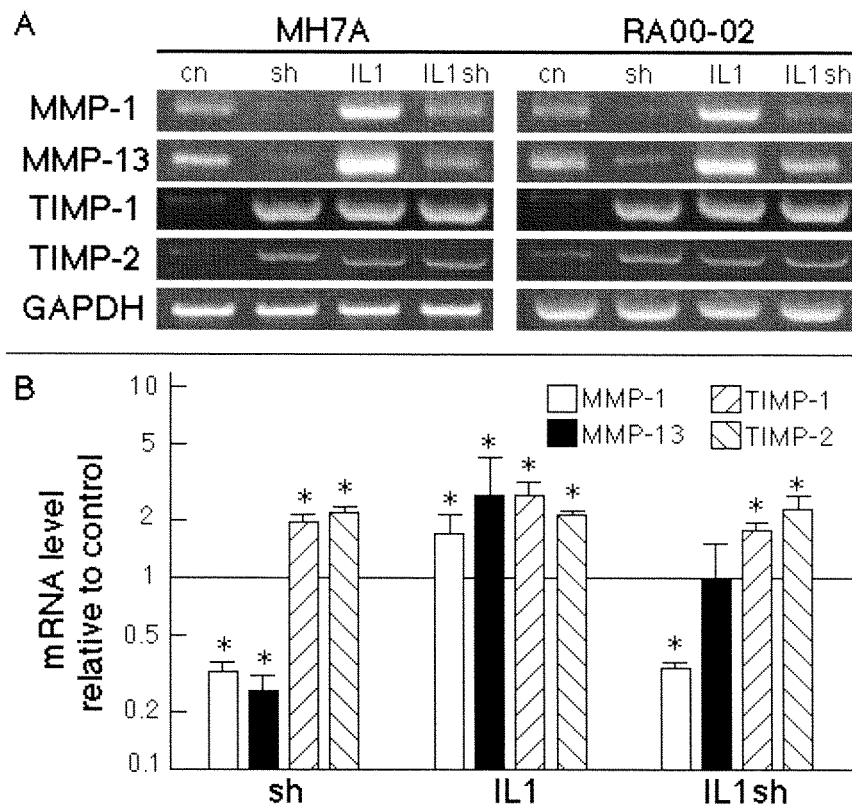 A
MH7A RA00-02
cn sh IL1 IL1sh cn sh IL1 IL1sh
MMP-1
MMP-13
TIMP-1
TIMP-2
GAPDH
B
mRNA level
relative to control
10
5
2
1
0.5
0.2
0.1
MMP-1 TIMP-1
MMP-13 TIMP-2
* * * *
* * * *
* * *
sh IL1 IL1sh